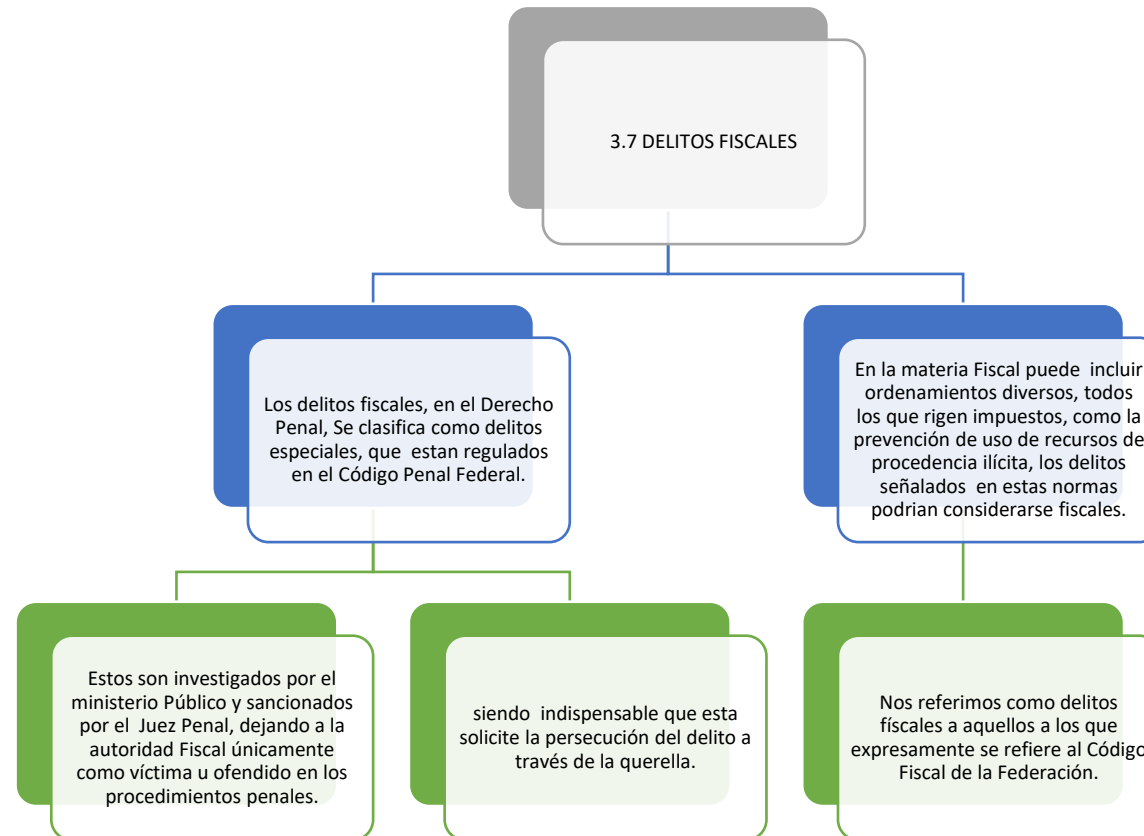 3.7 DELITOS FISCALES
Los delitos fiscales, en el Derecho
Penal, Se clasifica como delitos
especiales, que estan regulados
en el Código Penal Federal.
En la materia Fiscal puede incluir
ordenamientos diversos, todos
los que rigen impuestos, como la
prevención de uso de recursos de
procedencia ilícita, los delitos
señalados en estas normas
podrian considerarse fiscales.
Estos son investigados por el
ministerio Público y sancionados
por el Juez Penal, dejando a la
autoridad Fiscal únicamente
como víctima u ofendido en los
procedimientos penales.
siendo indispensable que esta
solicite la persecución del delito a
través de la querella.
Nos referimos como delitos
físcales a aquellos a los que
expresamente se refiere al Código
Fiscal de la Federación.